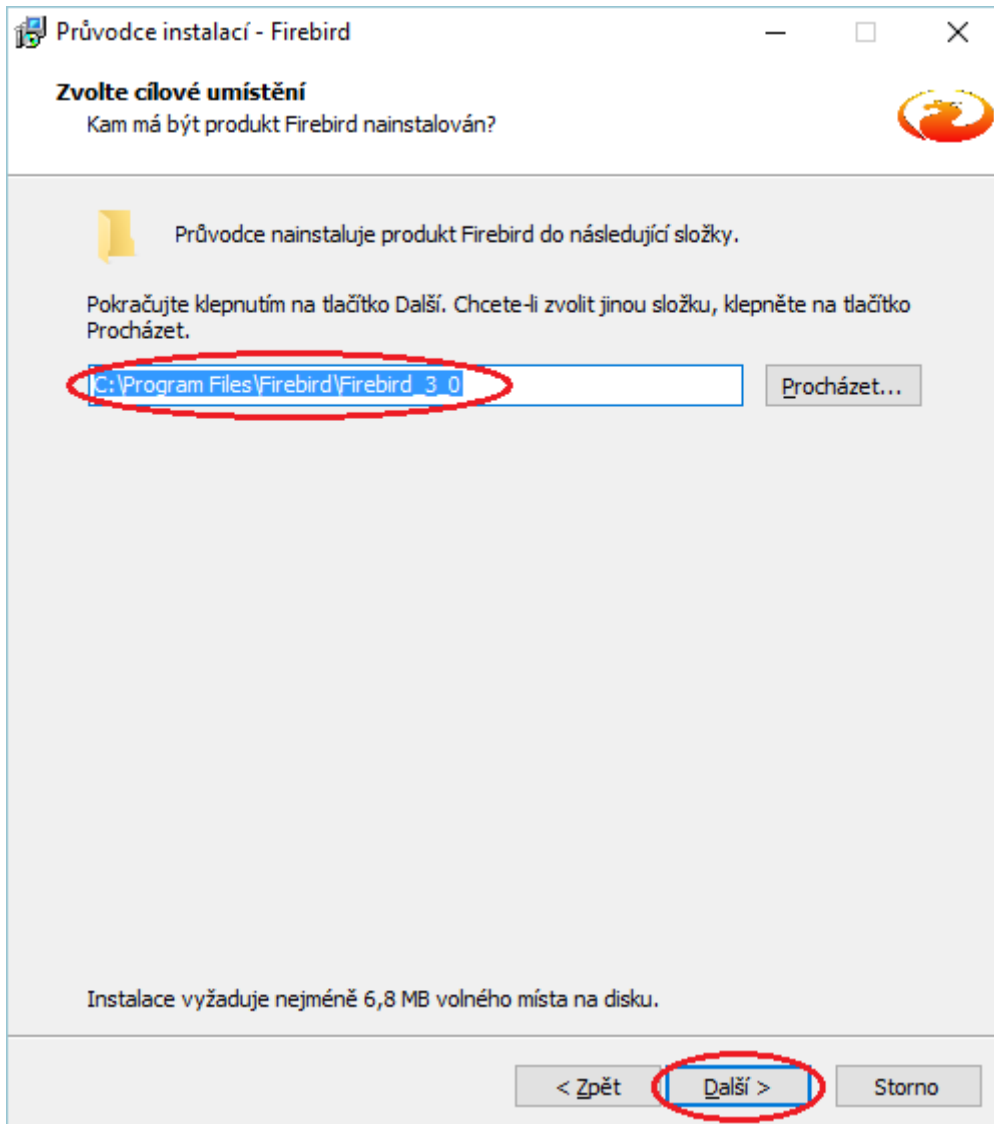 Průvodce instalací - Firebird
Zvolte cílové umístění
Kam má být produkt Firebird nainstalován?
Průvodce nainstaluje produkt Firebird do následující složky.
Pokračujte klepnutím na tlačítko Další. Chcete-li zvolit jinou složku, klepněte na tlačítko
Procházet.
C:\Program Files\Firebird\Firebird_3_0
Procházet...
Instalace vyžaduje nejméně 6,8 MB volného místa na disku.
< Zpět
Další >
Storno